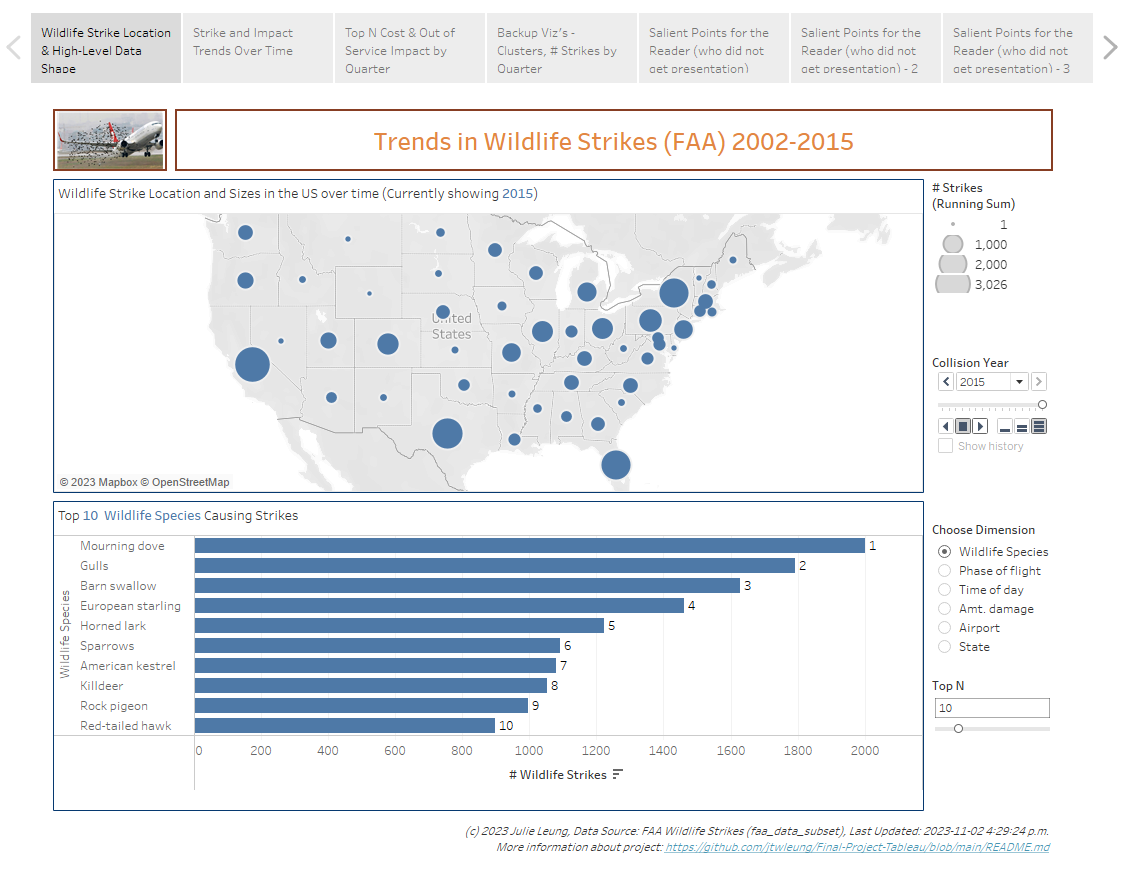 Wildlife Strike Location
& High-Level Data
Shape
Strike and Impact
Trends Over Time
Top N Cost & Out of
Service Impact by
Quarter
Backup Viz's -
Clusters, # Strikes by
Quarter
Salient Points for the
Reader (who did not
get presentation)
Salient Points for the
Reader (who did not
get presentation) - 2
Salient Points for the
Reader (who did not
get presentation) - 3
Trends in Wildlife Strikes (FAA) 2002-2015
Wildlife Strike Location and Sizes in the US over time (Currently showing 2015)
United
States
© 2023 Mapbox © OpenStreetMap
# Strikes
(Running Sum)
1
1,000
2,000
3,026
Collision Year
2015
Show history
Top 10 Wildlife Species Causing Strikes
Wildlife Species
Mourning dove 1
Gulls 2
Barn swallow 3
European starling 4
Horned lark 5
Sparrows 6
American kestrel 7
Killdeer 8
Rock pigeon 9
Red-tailed hawk 10
0 200 400 600 800 1000 1200 1400 1600 1800 2000
# Wildlife Strikes
Choose Dimension
Wildlife Species
Phase of flight
Time of day
Amt. damage
Airport
State
Top N
10
(c) 2023 Julie Leung, Data Source: FAA Wildlife Strikes (faa_data_subset), Last Updated: 2023-11-02 4:29:24 p.m.
More information about project: https://github.com/jtwleung/Final-Project-Tableau/blob/main/README.md